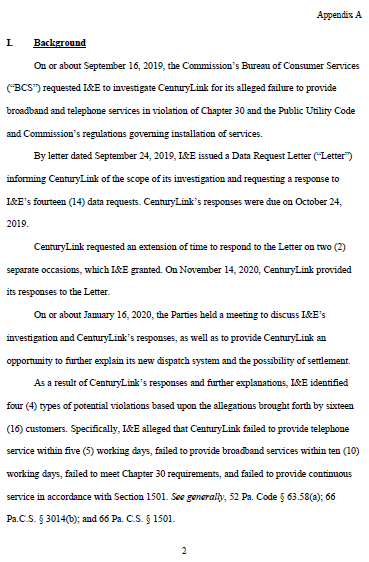 Appendix A
I. Background
On or about September 16, 2019, the Commission's Bureau of Consumer Services
("BCS") requested I&E to investigate CenturyLink for its alleged failure to provide
broadband and telephone services in violation of Chapter 30 and the Public Utility Code
and Commission's regulations governing installation of services.
By letter dated September 24, 2019, I&E issued a Data Request Letter ("Letter")
informing CenturyLink of the scope of its investigation and requesting a response to
I&E's fourteen (14) data requests. CenturyLink's responses were due on October 24,
2019.
CenturyLink requested an extension of time to respond to the Letter on two (2)
separate occasions, which I&E granted. On November 14, 2020, CenturyLink provided
its responses to the Letter.
On or about January 16, 2020, the Parties held a meeting to discuss I&E's
investigation and CenturyLink's responses, as well as to provide CenturyLink an
opportunity to further explain its new dispatch system and the possibility of settlement.
As a result of CenturyLink's responses and further explanations, I&E identified
four (4) types of potential violations based upon the allegations brought forth by sixteen
(16) customers. Specifically, I&E alleged that CenturyLink failed to provide telephone
service within five (5) working days, failed to provide broadband services within ten (10)
working days, failed to meet Chapter 30 requirements, and failed to provide continuous
service in accordance with Section 1501. See generally, 52 Pa. Code § 63.58(a); 66
Pa.C.S. § 3014(b); and 66 Pa. C.S. § 1501.
2